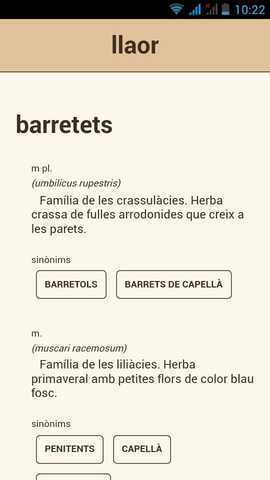 10:22
llaor
barretets
m pl.
(umbilicus rupestris)
Família de les crassulàcies. Herba
crassa de fulles arrodonides que creix a
les parets.
sinònims
BARRETOLS BARRETS DE CAPELLÀ
m.
(muscari racemosum)
Família de les liliàcies. Herba
primaveral amb petites flors de color blau
fosc.
sinònims
PENITENTS CAPELLÀ